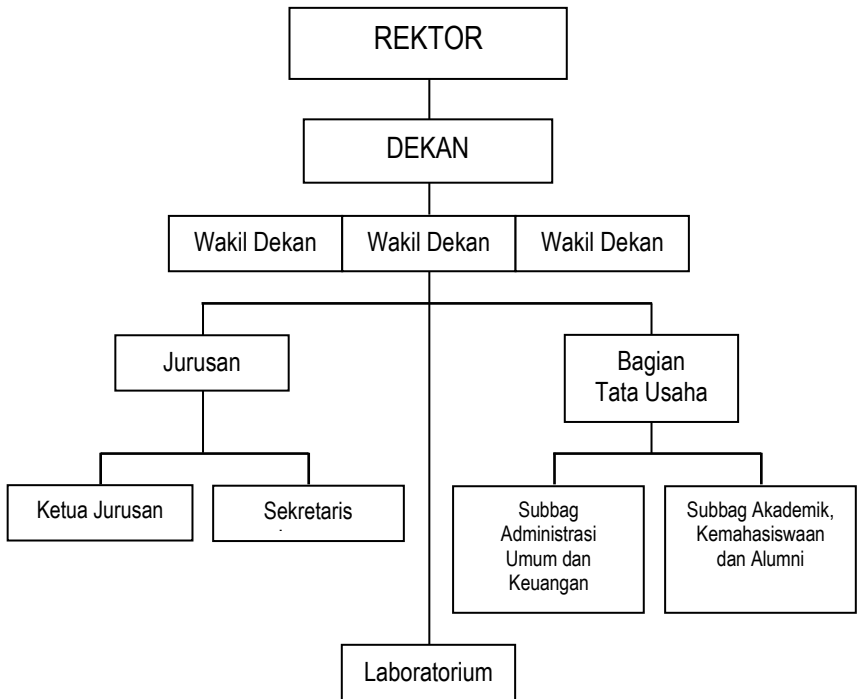 REKTOR
DEKAN
Wakil Dekan
Wakil Dekan
Wakil Dekan
Jurusan
Bagian
Tata Usaha
Ketua Jurusan
Sekretaris
Subbag
Administrasi
Umum dan
Keuangan
Subbag Akademik,
Kemahasiswaan
dan Alumni
Laboratorium